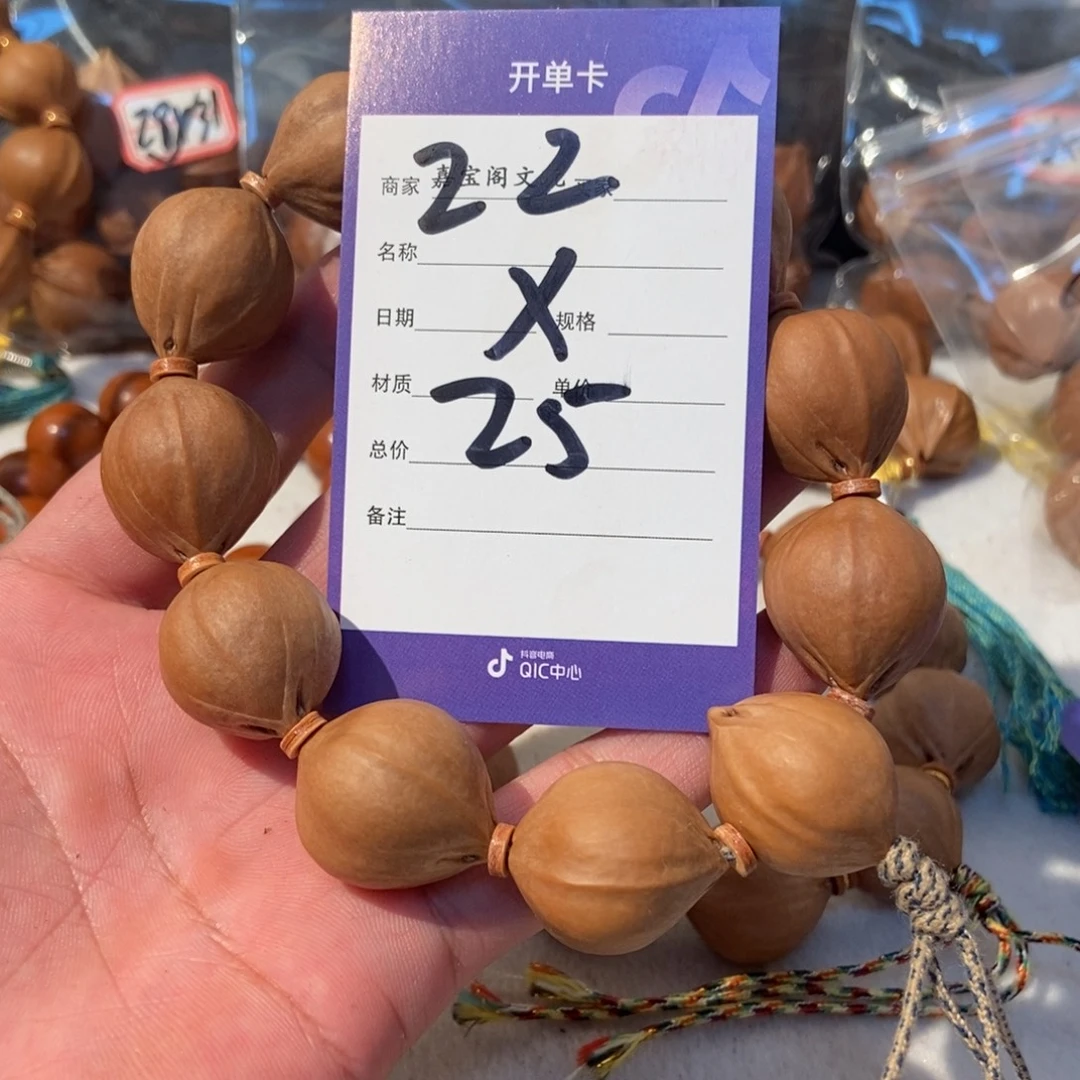 开单卡
商家 嘉宝阁文玩
22
名称
X
日期 规格
材质 单价
25
总价
备注
抖音电商
QIC中心